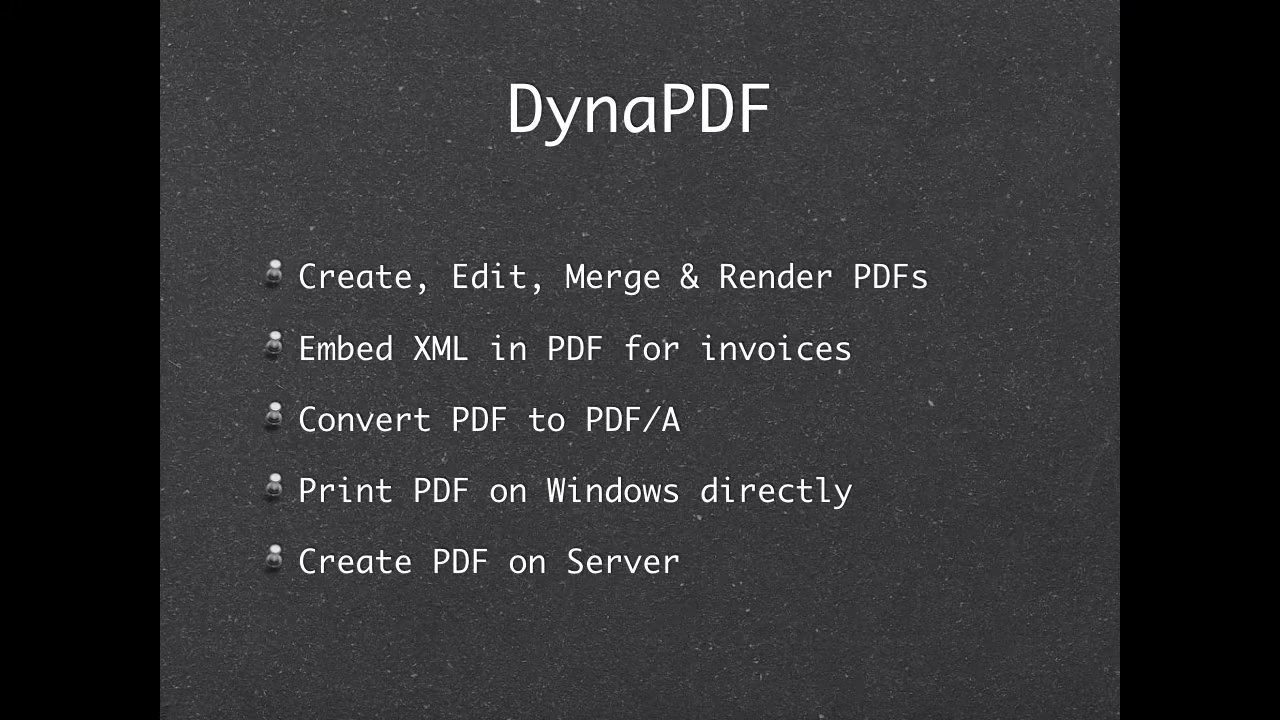 DynaPDF
Create, Edit, Merge & Render PDFs
Embed XML in PDF for invoices
Convert PDF to PDF/A
Print PDF on Windows directly
Create PDF on Server